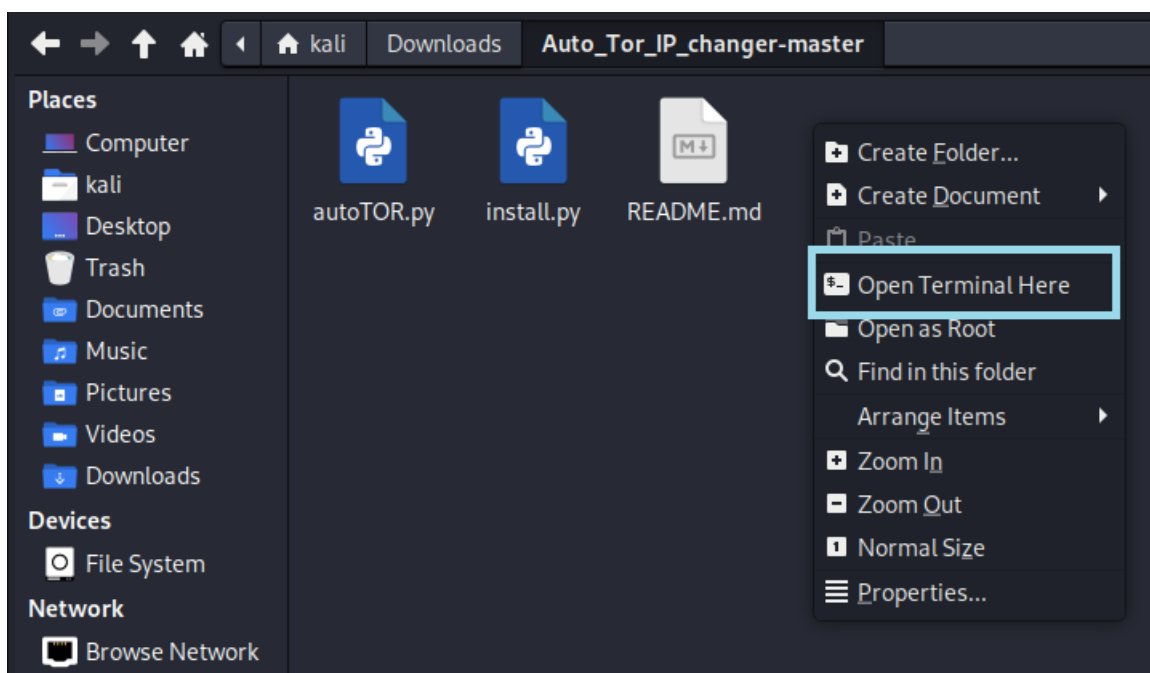 kali Downloads Auto_Tor_IP_changer-master
Places
Computer
kali
Desktop
Trash
Documents
Music
Pictures
Videos
Downloads
Devices
File System
Network
Browse Network
autoTOR.py install.py README.md
Create Folder...
Create Document
Paste
Open Terminal Here
Open as Root
Find in this folder
Arrange Items
Zoom In
Zoom Out
Normal Size
Properties...